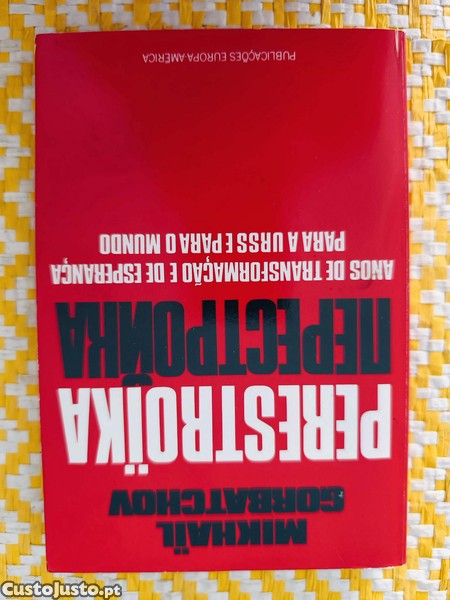 MIKHAÏL
GORBATCHOV
PERESTROÏKA
ПЕРЕСТРОЙКА
ANOS DE TRANSFORMAÇÃO E DE ESPERANÇA
PARA A URSS E PARA O MUNDO
PUBLICAÇÕES EUROPA-AMÉRICA
CustoJusto.pt